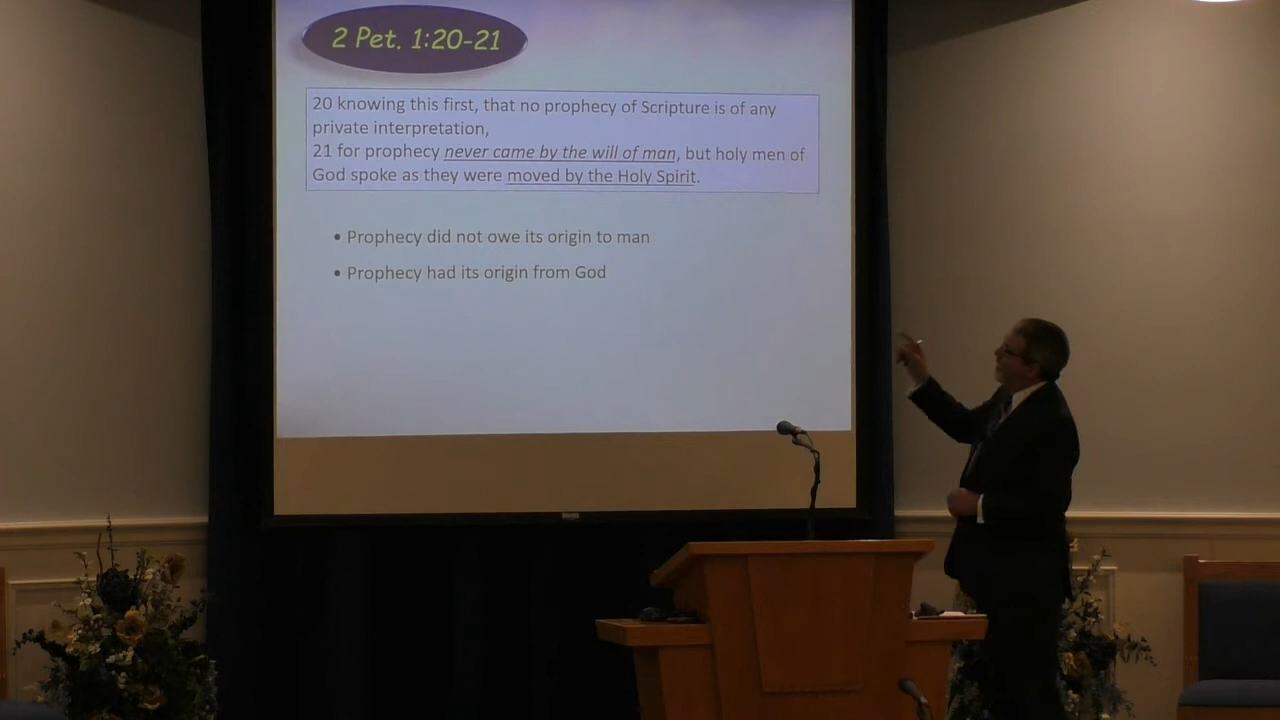 2 Pet. 1:20-21
20 knowing this first, that no prophecy of Scripture is of any
private interpretation,
21 for prophecy never came by the will of man, but holy men of
God spoke as they were moved by the Holy Spirit.
• Prophecy did not owe its origin to man
• Prophecy had its origin from God